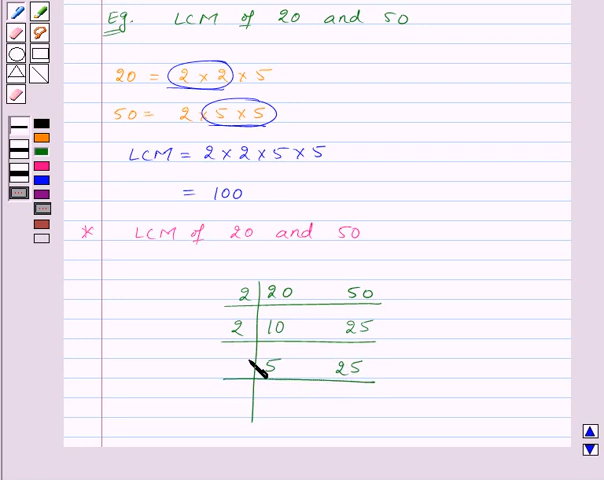 Eg. LCM of 20 and 50
20 = 2 × 2 × 5
50 = 2 × 5 × 5
LCM = 2 × 2 × 5 × 5
= 100
* LCM of 20 and 50
2 20 50
2 10 25
5 25